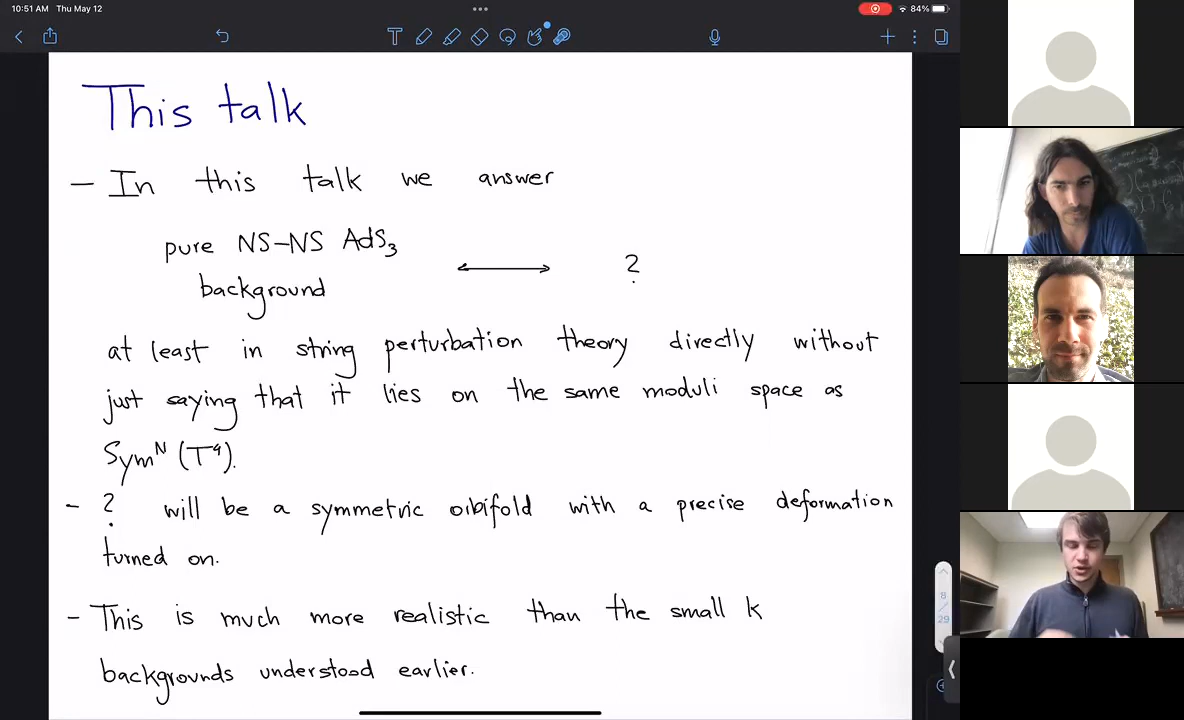 10:51 AM Thu May 12
84%
This talk
– In this talk we answer
pure NS–NS AdS₃
background
?
at least in string perturbation theory directly without
just saying that it lies on the same moduli space as
Symᴺ (T⁴).
– ? will be a symmetric orbifold with a precise deformation
turned on.
– This is much more realistic than the small k
backgrounds understood earlier.
8
29